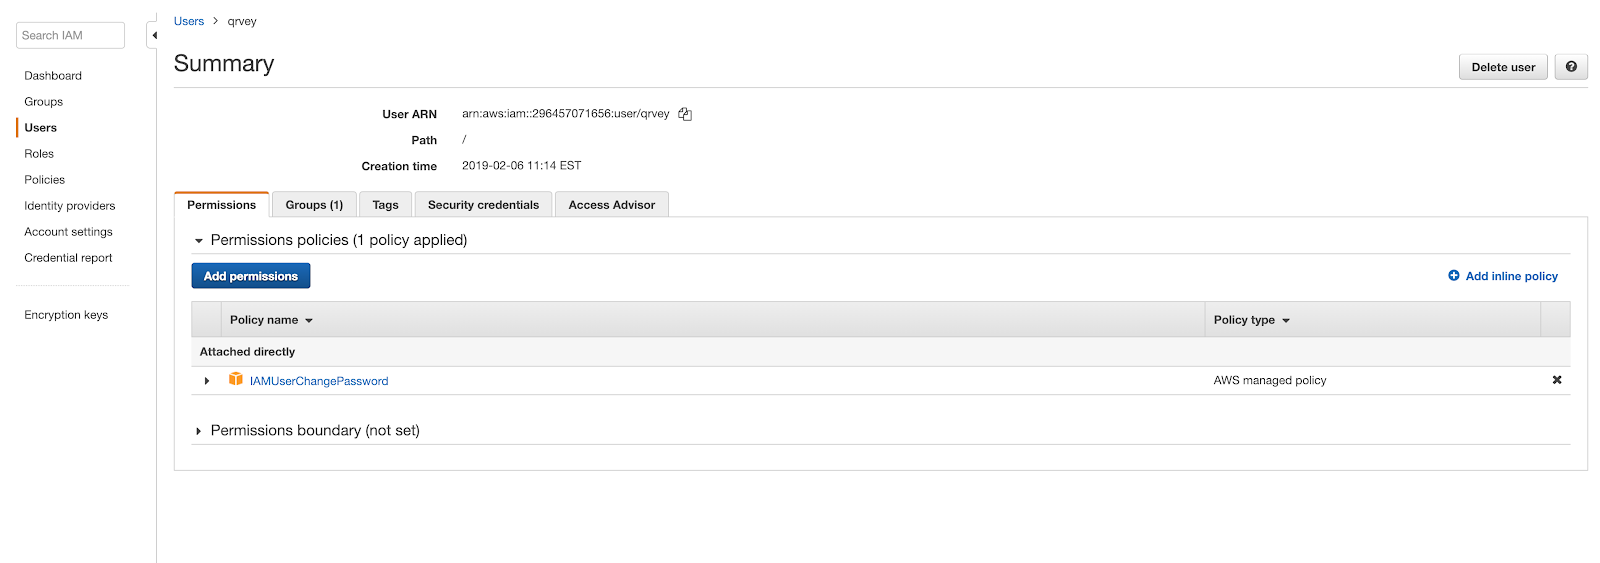 Search IAM
Dashboard
Groups
Users
Roles
Policies
Identity providers
Account settings
Credential report
Encryption keys
Users > qrvey
Summary
Delete user
User ARN arn:aws:iam::296457071656:user/qrvey
Path /
Creation time 2019-02-06 11:14 EST
Permissions Groups (1) Tags Security credentials Access Advisor
Permissions policies (1 policy applied)
Add permissions Add inline policy
Policy name Policy type
Attached directly
IAMUserChangePassword AWS managed policy
Permissions boundary (not set)